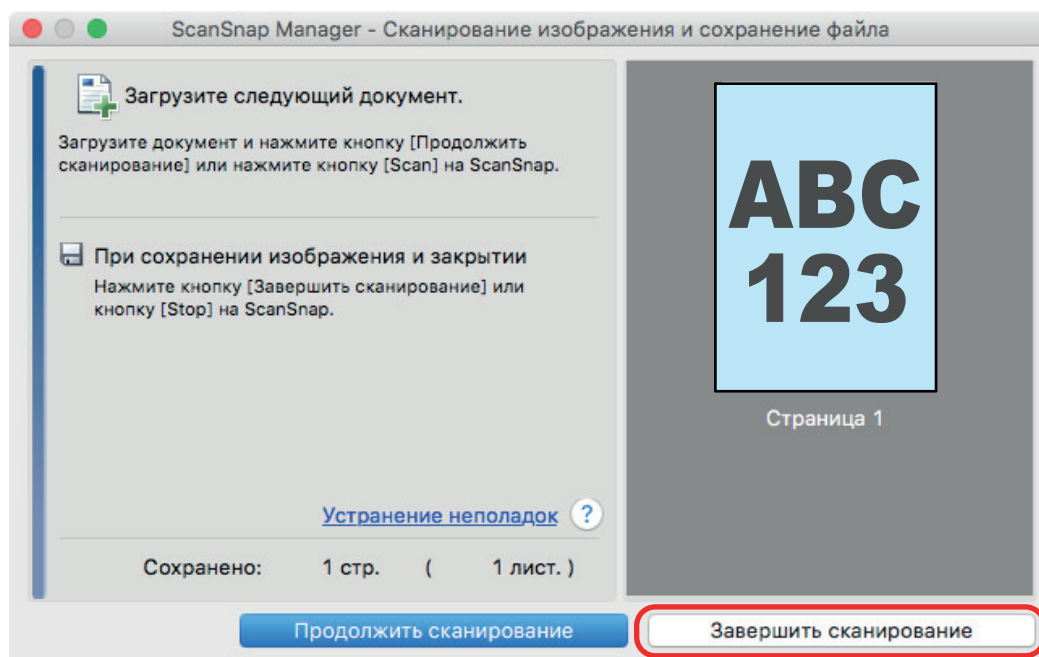 ScanSnap Manager - Сканирование изображения и сохранение файла
Загрузите следующий документ.
Загрузите документ и нажмите кнопку [Продолжить
сканирование] или нажмите кнопку [Scan] на ScanSnap.
При сохранении изображения и закрытии
Нажмите кнопку [Завершить сканирование] или
кнопку [Stop] на ScanSnap.
Устранение неполадок ?
Сохранено: 1 стр. ( 1 лист. )
ABC
123
Страница 1
Продолжить сканирование
Завершить сканирование